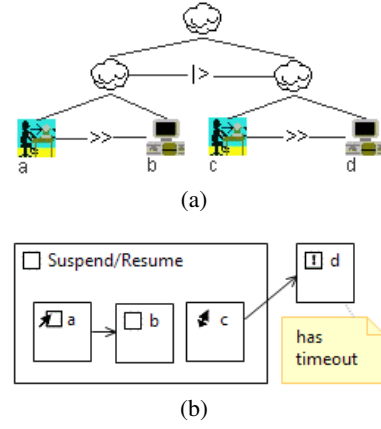 |>
>> >>
a b c d
(a)
Suspend/Resume
! d
a b c
has
timeout
(b)